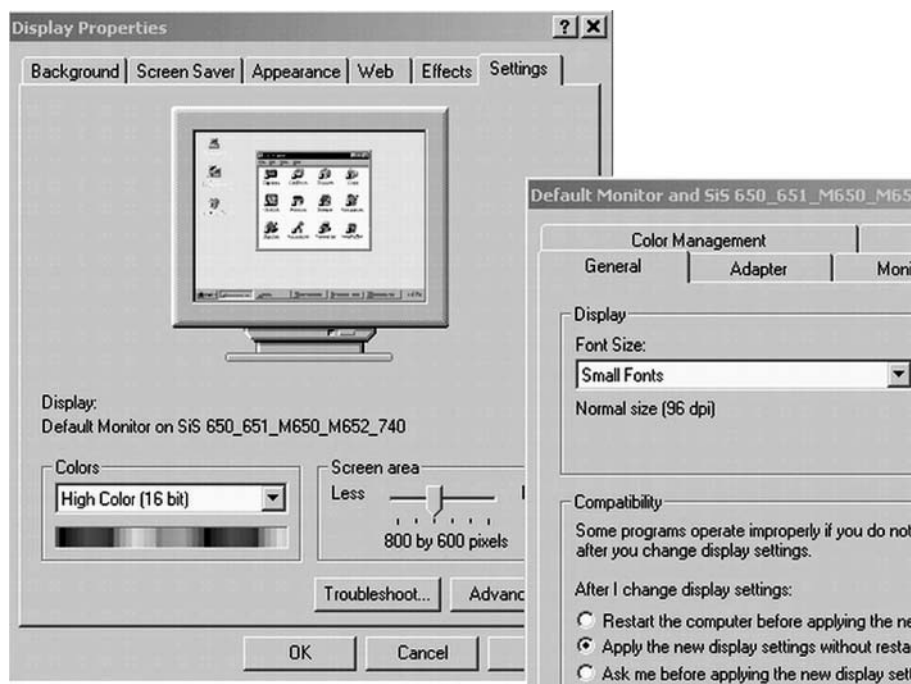 Display Properties
Background Screen Saver Appearance Web Effects Settings
Display:
Default Monitor on SiS 650_651_M650_M652_740
Colors
High Color (16 bit)
Screen area
Less
800 by 600 pixels
Troubleshoot...
OK
Cancel
Default Monitor and SiS 650_651_M650
Color Management
General Adapter
Display
Font Size:
Small Fonts
Normal size (96 dpi)
Compatibility
Some programs operate improperly if you do not
after you change display settings.
After I change display settings:
Restart the computer before applying the
Apply the new display settings without
Ask me before applying the new display